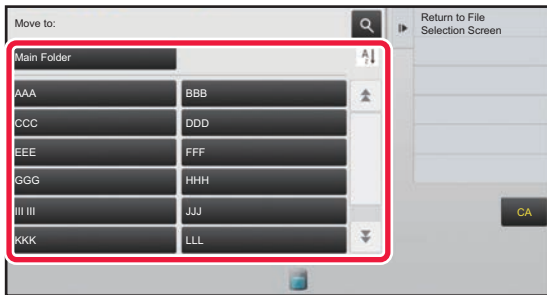 Move to:
Return to File
Selection Screen
Main Folder
A
Z
AAA
BBB
CCC
DDD
EEE
FFF
GGG
HHH
III III
JJJ
CA
KKK
LLL